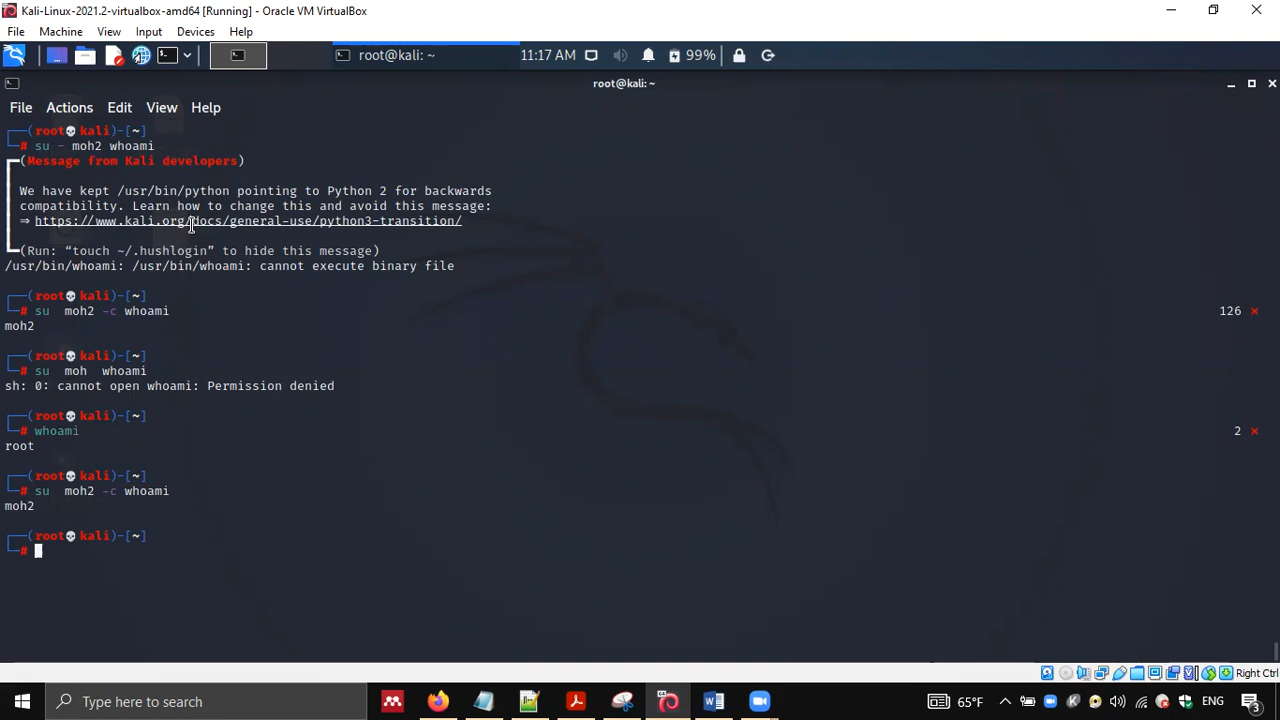 Kali-Linux-2021.2-virtualbox-amd64 [Running] - Oracle VM VirtualBox
File Machine View Input Devices Help
root@kali: ~ 11:17 AM 99%
root@kali:~
File Actions Edit View Help
┌──(root💀kali)-[~]
└─# su - moh2 whoami
┏━(Message from Kali developers)
┃
┃ We have kept /usr/bin/python pointing to Python 2 for backwards
┃ compatibility. Learn how to change this and avoid this message:
┃ ⇒ https://www.kali.org/docs/general-use/python3-transition/
┃
┗━(Run: “touch ~/.hushlogin” to hide this message)
/usr/bin/whoami: /usr/bin/whoami: cannot execute binary file
┌──(root💀kali)-[~]
└─# su  moh2 -c whoami 126 ⨯
moh2
┌──(root💀kali)-[~]
└─# su  moh  whoami
sh: 0: cannot open whoami: Permission denied
┌──(root💀kali)-[~]
└─# whoami 2 ⨯
root
┌──(root💀kali)-[~]
└─# su  moh2 -c whoami
moh2
┌──(root💀kali)-[~]
└─#
Right Ctrl
Type here to search 65°F ENG 3